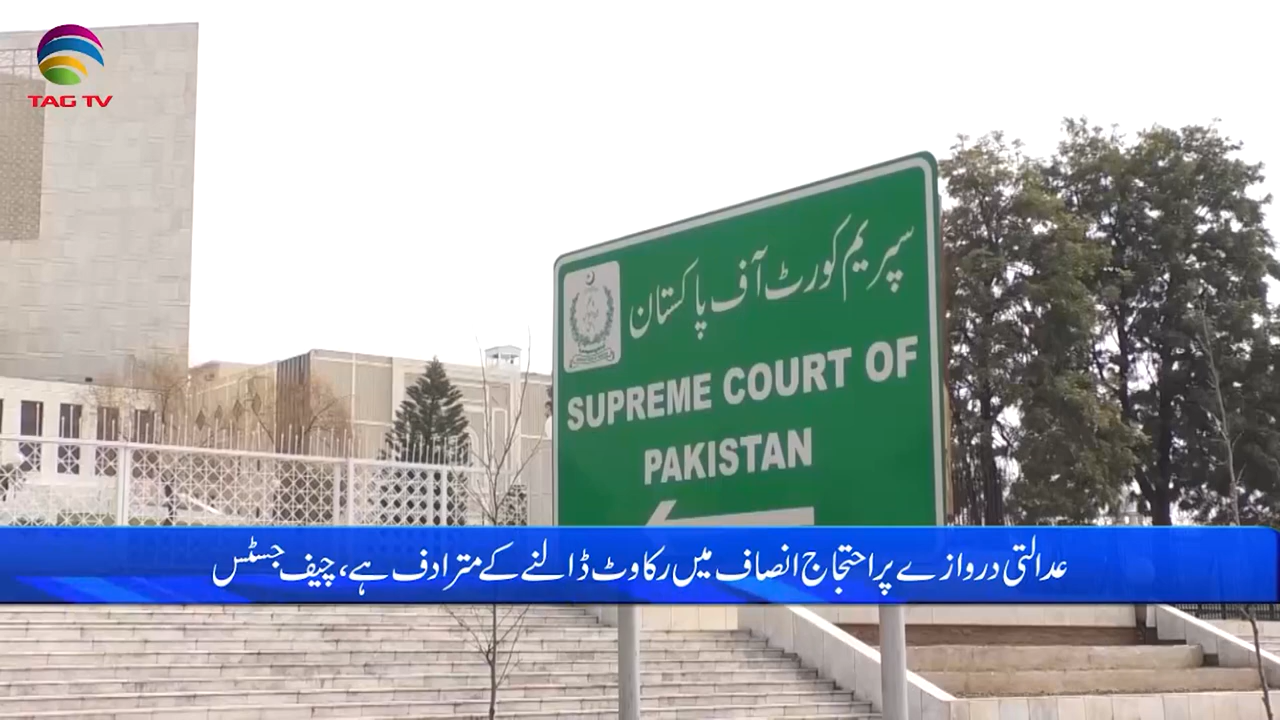 TAG TV
سپریم کورٹ آف پاکستان
SUPREME COURT OF
PAKISTAN
عدالتی دروازے پر احتجاج انصاف میں رکاوٹ ڈالنے کے مترادف ہے، چیف جسٹس